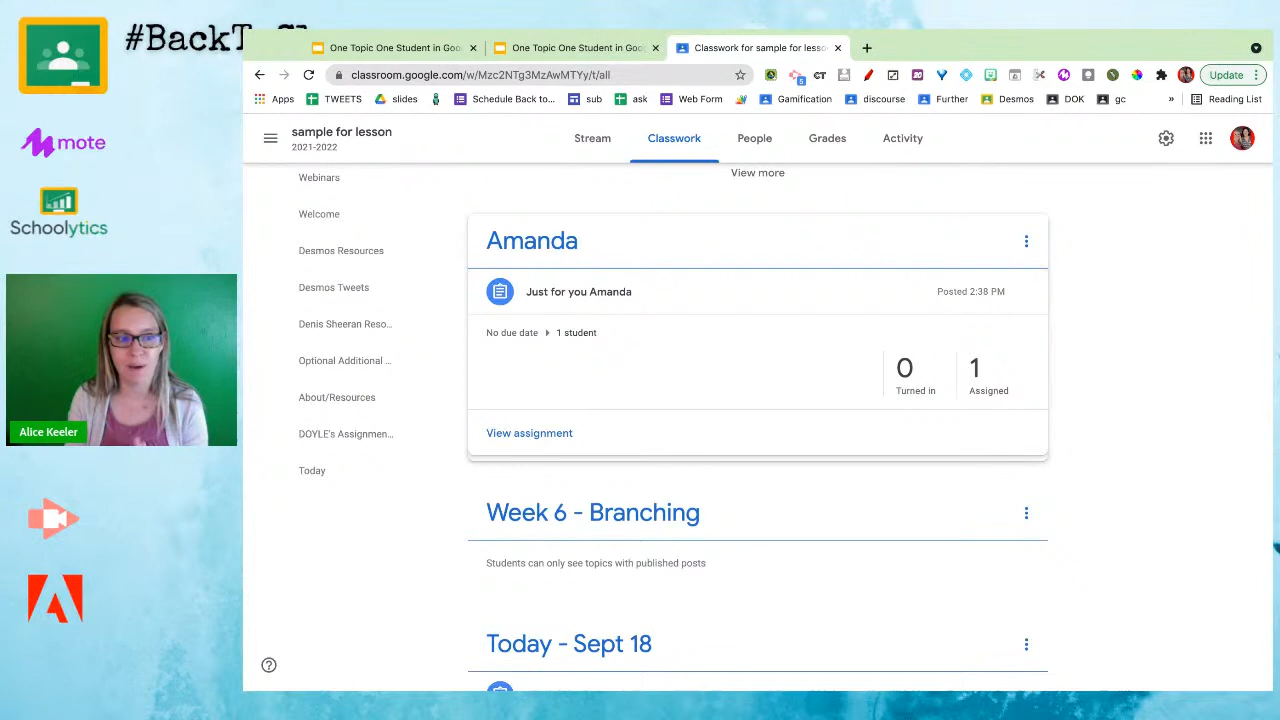 #BackT
mote
Schoolytics
Alice Keeler
One Topic One Student in Goo
One Topic One Student in Goo
Classwork for sample for lesso
classroom.google.com/w/Mzc2NTg3MzAwMTYy/t/all
Update
Apps
TWEETS
slides
Schedule Back to...
sub
ask
Web Form
Gamification
discourse
Further
Desmos
DOK
gc
»
Reading List
sample for lesson
2021-2022
Stream
Classwork
People
Grades
Activity
Webinars
Welcome
Desmos Resources
Desmos Tweets
Denis Sheeran Reso...
Optional Additional ...
About/Resources
DOYLE's Assignmen...
Today
View more
Amanda
Just for you Amanda
Posted 2:38 PM
No due date
1 student
0
Turned in
1
Assigned
View assignment
Week 6 - Branching
Students can only see topics with published posts
Today - Sept 18